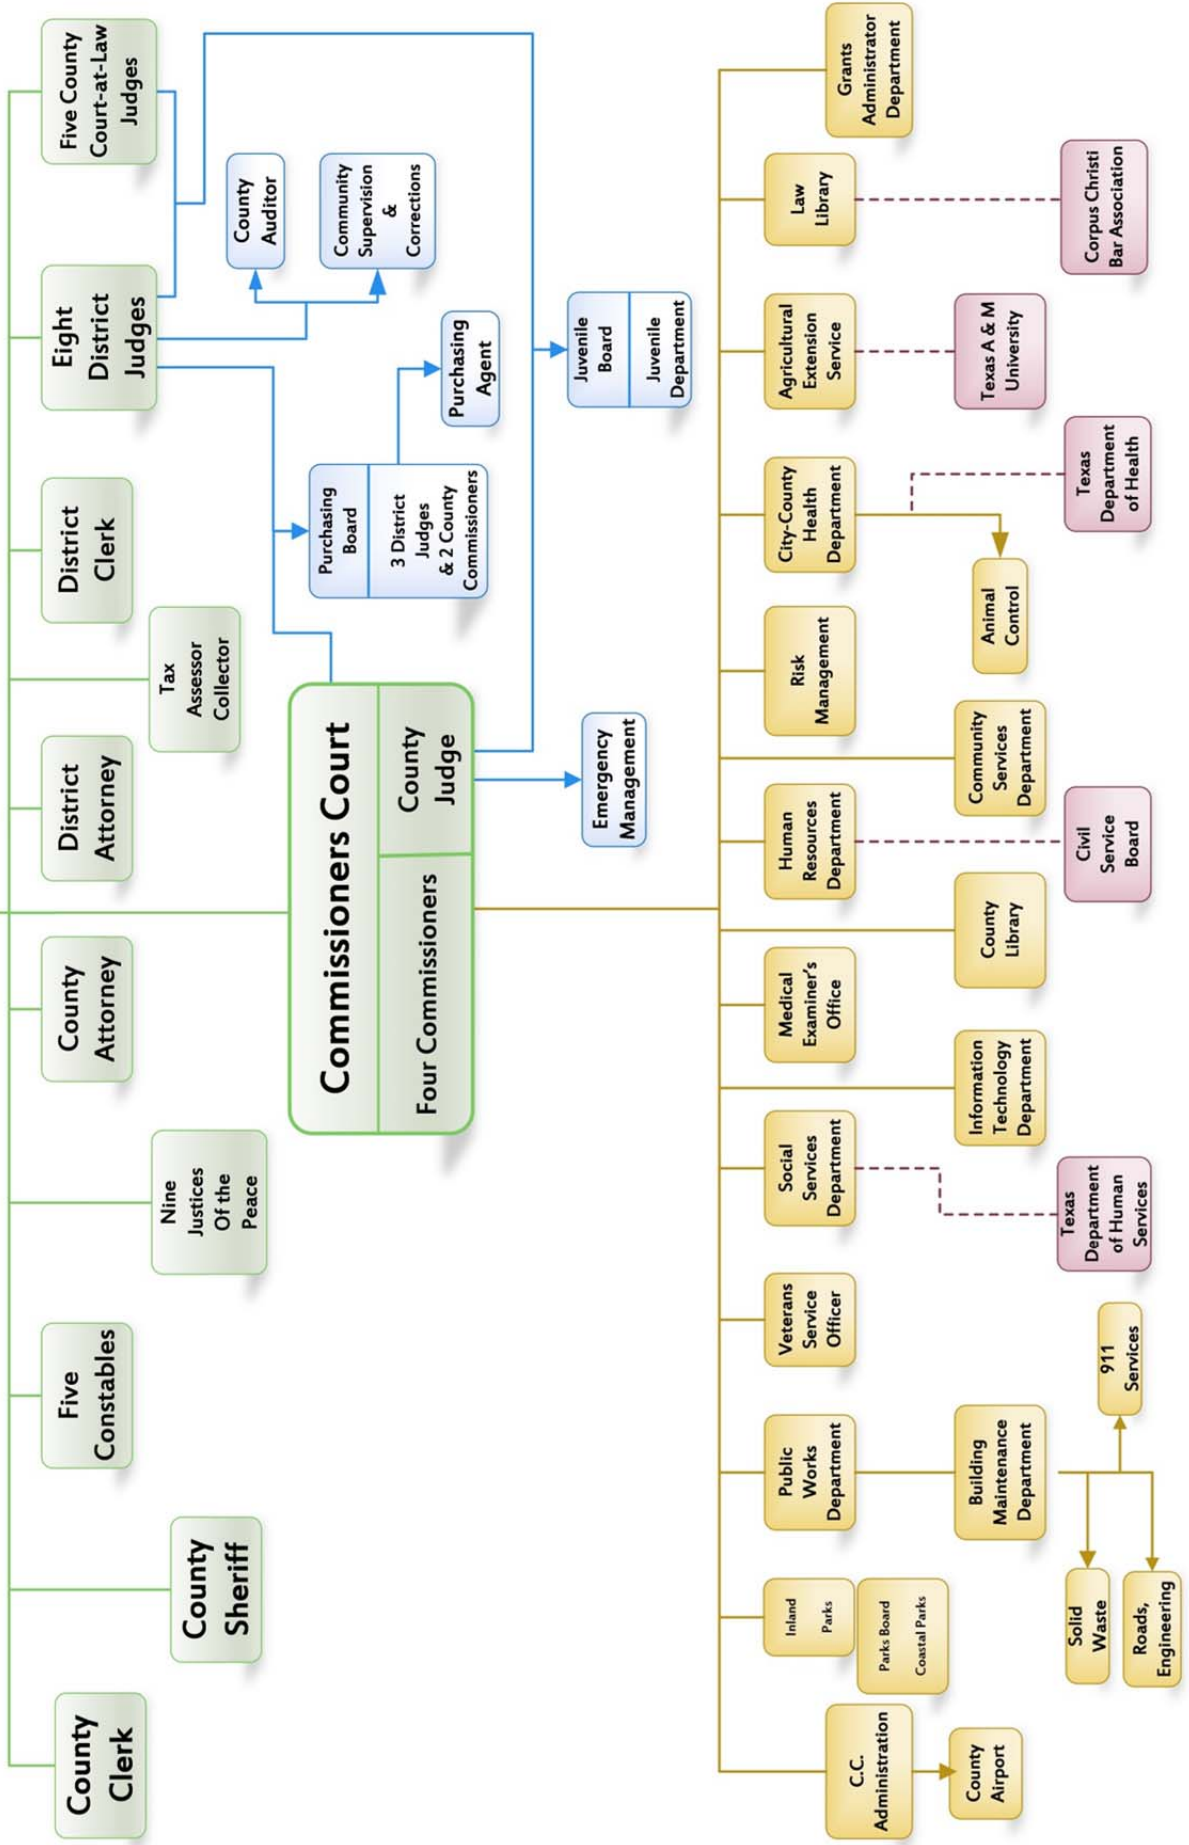 County
Clerk
County
Sheriff
Five
Constables
Nine
Justices
Of the
Peace
County
Attorney
District
Attorney
Tax
Assessor
Collector
District
Clerk
Eight
District
Judges
Five County
Court-at-Law
Judges
Commissioners Court
Four Commissioners
County
Judge
Purchasing
Board
3 District
Judges
& 2 County
Commissioners
Purchasing
Agent
County
Auditor
Community
Supervision
&
Corrections
Emergency
Management
Juvenile
Board
Juvenile
Department
C.C.
Administration
County
Airport
Inland
Parks
Parks Board
Coastal Parks
Public
Works
Department
Building
Maintenance
Department
Solid
Waste
Roads,
Engineering
911
Services
Veterans
Service
Officer
Social
Services
Department
Texas
Department
of Human
Services
Information
Technology
Department
Medical
Examiner's
Office
County
Library
Human
Resources
Department
Civil
Service
Board
Community
Services
Department
Risk
Management
City-County
Health
Department
Animal
Control
Texas
Department
of Health
Agricultural
Extension
Service
Texas A & M
University
Law
Library
Corpus Christi
Bar Association
Grants
Administrator
Department